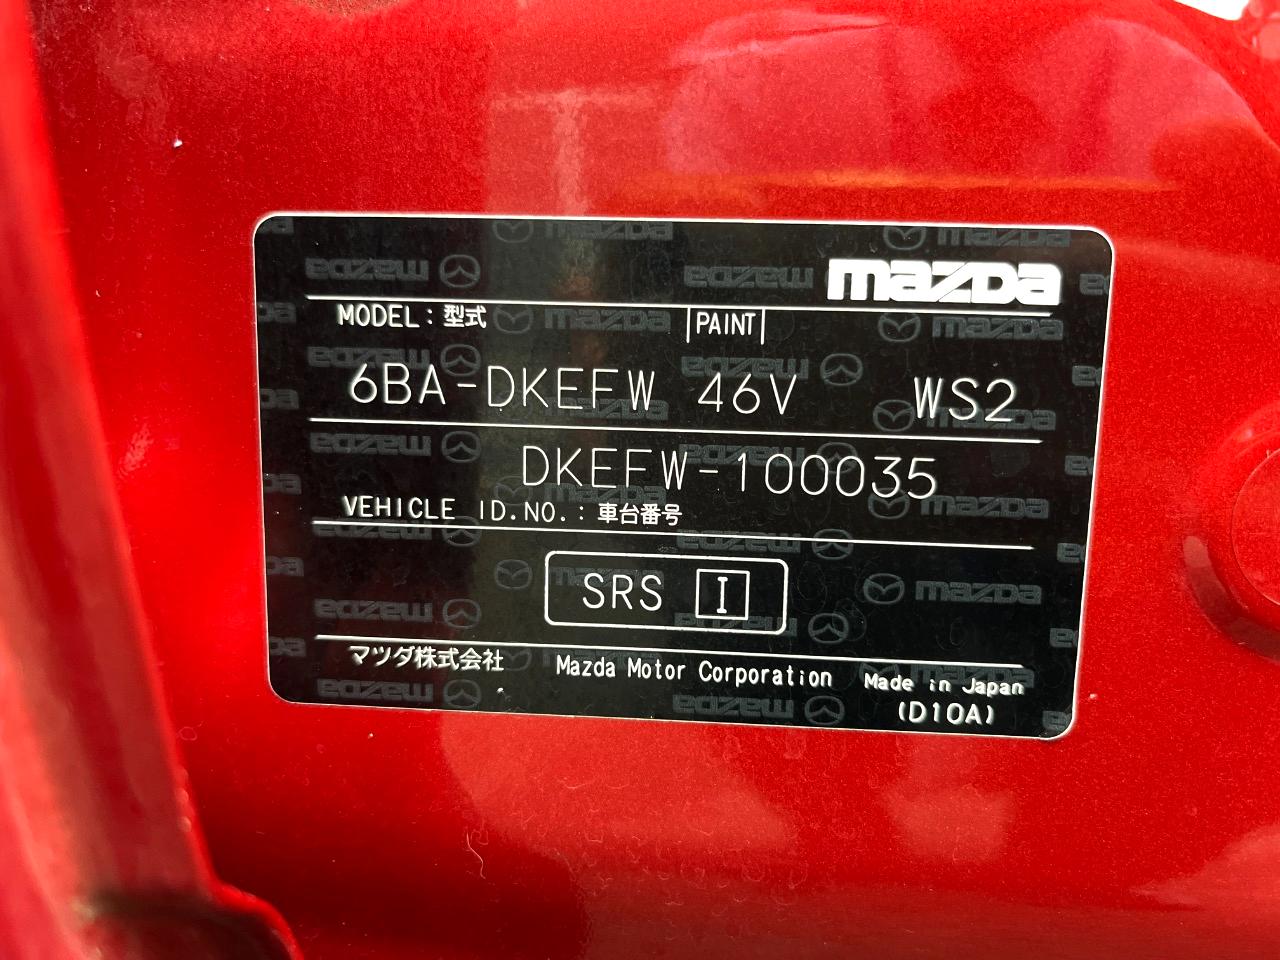 mazda
MODEL : 型式 PAINT
6BA-DKEFW 46V WS2
DKEFW-100035
VEHICLE ID.NO. : 車台番号
SRS I
マツダ株式会社 Mazda Motor Corporation Made in Japan
(D10A)